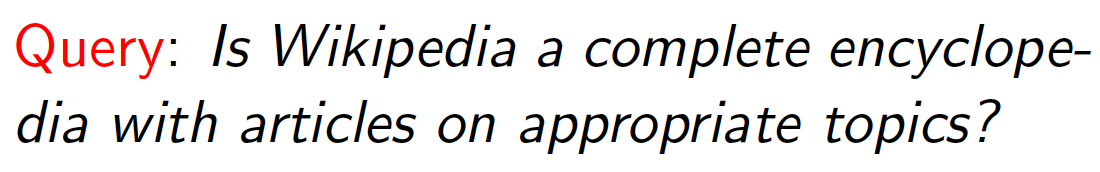 Query: Is Wikipedia a complete encyclope-
dia with articles on appropriate topics?